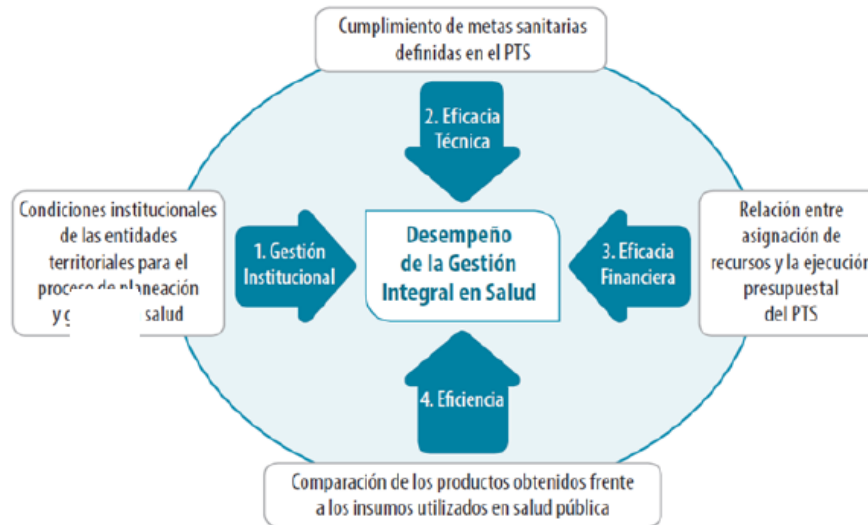 Cumplimiento de metas sanitarias
definidas en el PTS
2. Eficacia
Técnica
Condiciones institucionales
de las entidades
territoriales para el
proceso de planeación
y g salud
1. Gestión
Institucional
Desempeño
de la Gestión
Integral en Salud
3. Eficacia
Financiera
Relación entre
asignación de
recursos y la ejecución
presupuestal
del PTS
4. Eficiencia
Comparación de los productos obtenidos frente
a los insumos utilizados en salud pública